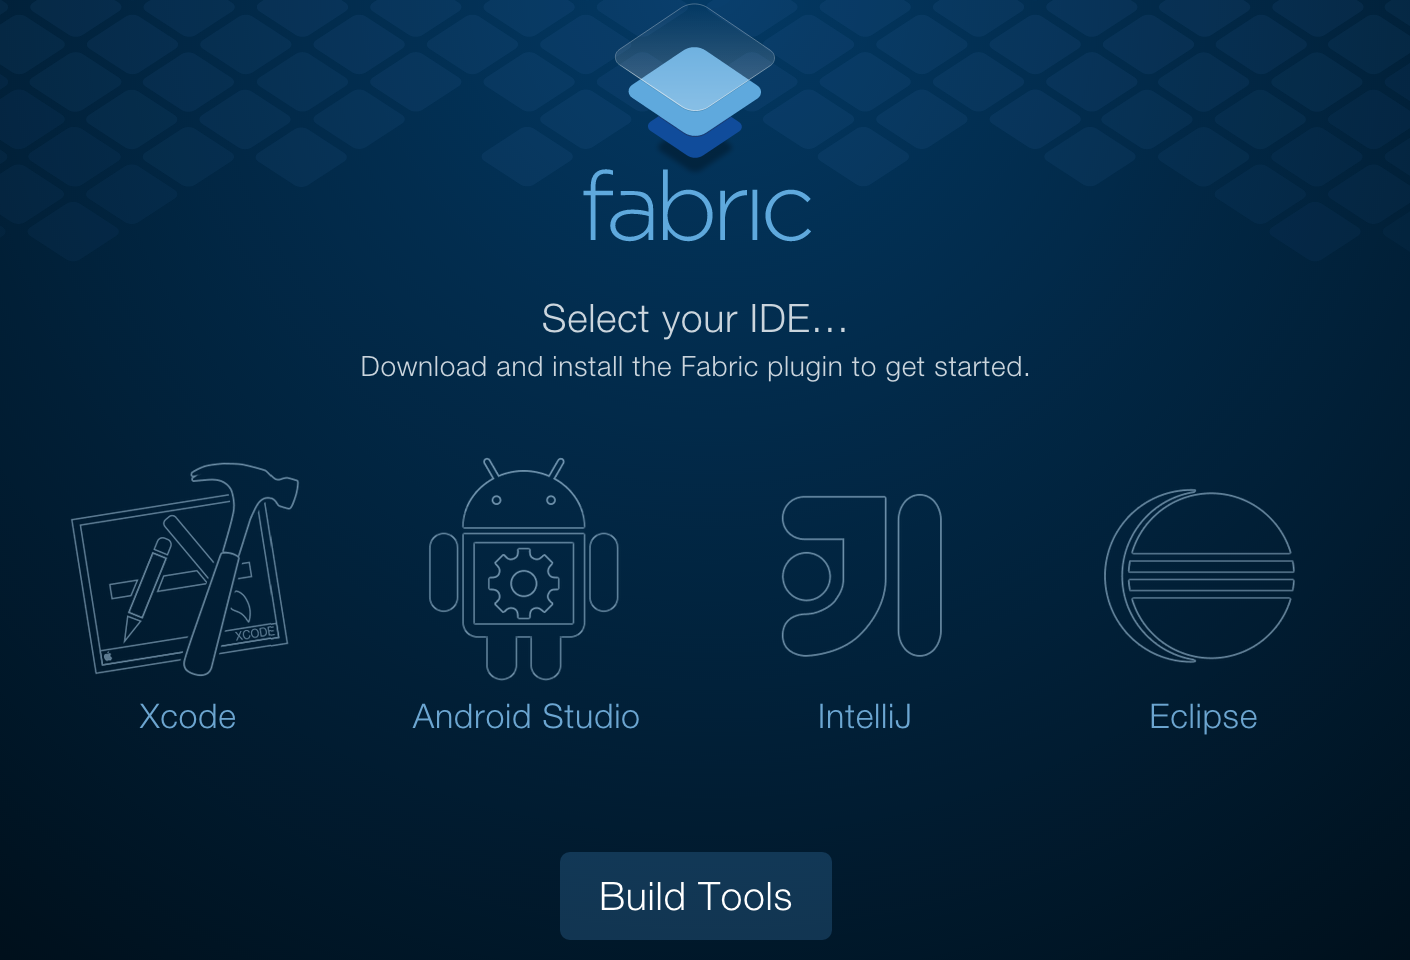 fabric
Select your IDE...
Download and install the Fabric plugin to get started.
XCODE
Xcode
Android Studio
IntelliJ
Eclipse
Build Tools